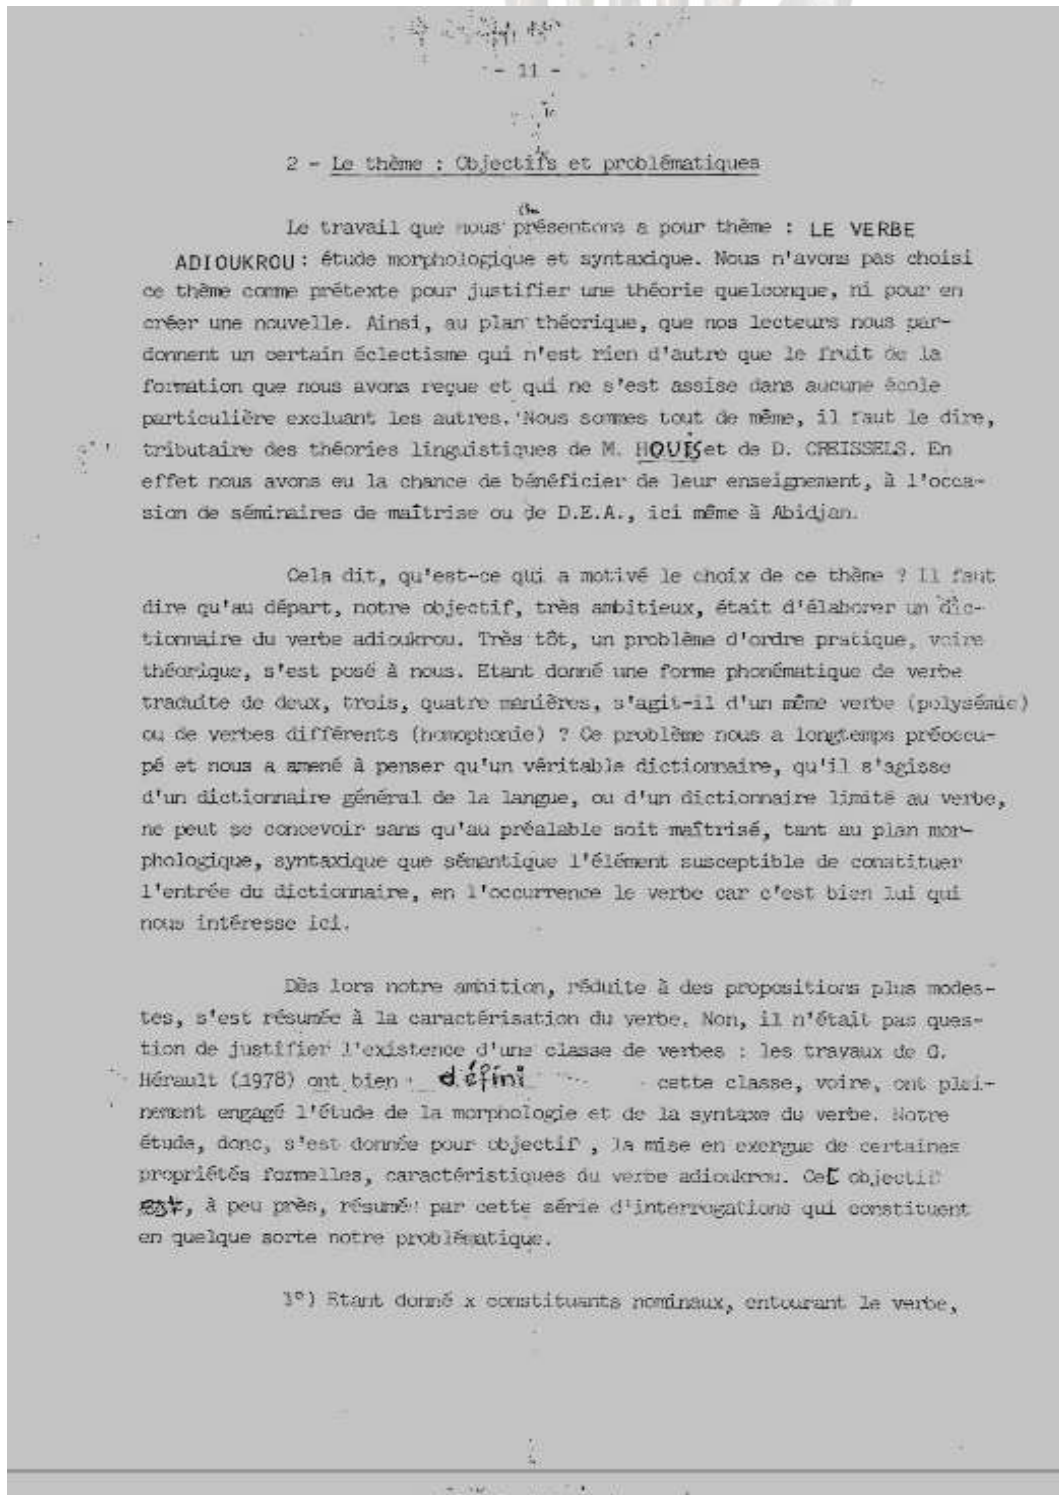 - 11 -
2 - Le thème : Objectifs et problématiques
Le travail que nous présentons a pour thème : LE VERBE
ADIOUKROU : étude morphologique et syntaxique. Nous n'avons pas choisi
ce thème comme prétexte pour justifier une théorie quelconque, ni pour en
créer une nouvelle. Ainsi, au plan théorique, que nos lecteurs nous par-
donnent un certain éclectisme qui n'est rien d'autre que le fruit de la
formation que nous avons reçue et qui ne s'est assise dans aucune école
particulière excluant les autres. Nous sommes tout de même, il faut le dire,
tributaire des théories linguistiques de M. HOUIS et de D. CREISSELS. En
effet nous avons eu la chance de bénéficier de leur enseignement, à l'occa-
sion de séminaires de maîtrise ou de D.E.A., ici même à Abidjan.
Cela dit, qu'est-ce qui a motivé le choix de ce thème ? Il faut
dire qu'au départ, notre objectif, très ambitieux, était d'élaborer un dic-
tionnaire du verbe adioukrou. Très tôt, un problème d'ordre pratique, voire
théorique, s'est posé à nous. Etant donné une forme phonématique de verbe
traduite de deux, trois, quatre manières, s'agit-il d'un même verbe (polysémie)
ou de verbes différents (homophonie) ? Ce problème nous a longtemps préoccu-
pé et nous a amené à penser qu'un véritable dictionnaire, qu'il s'agisse
d'un dictionnaire général de la langue, ou d'un dictionnaire limité au verbe,
ne peut se concevoir sans qu'au préalable soit maîtrisé, tant au plan mor-
phologique, syntaxique que sémantique l'élément susceptible de constituer
l'entrée du dictionnaire, en l'occurrence le verbe car c'est bien lui qui
nous intéresse ici.
Dès lors notre ambition, réduite à des propositions plus modes-
tes, s'est résumée à la caractérisation du verbe. Non, il n'était pas ques-
tion de justifier l'existence d'une classe de verbes : les travaux de G.
Hérault (1978) ont bien défini cette classe, voire, ont plei-
nement engagé l'étude de la morphologie et de la syntaxe du verbe. Notre
étude, donc, s'est donnée pour objectif , la mise en exergue de certaines
propriétés formelles, caractéristiques du verbe adioukrou. Cet objectif
est, à peu près, résumé par cette série d'interrogations qui constituent
en quelque sorte notre problématique.
1°) Etant donné x constituants nominaux, entourant le verbe,